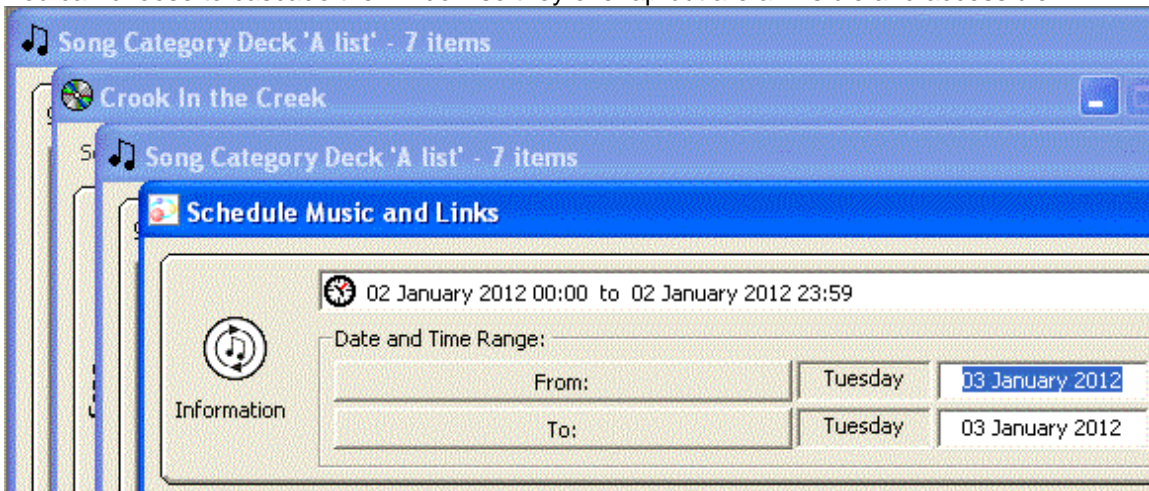 Song Category Deck 'A list' - 7 items
Crook In the Creek
Song Category Deck 'A list' - 7 items
Schedule Music and Links
02 January 2012 00:00 to 02 January 2012 23:59
Date and Time Range:
From: Tuesday 03 January 2012
Information
To: Tuesday 03 January 2012